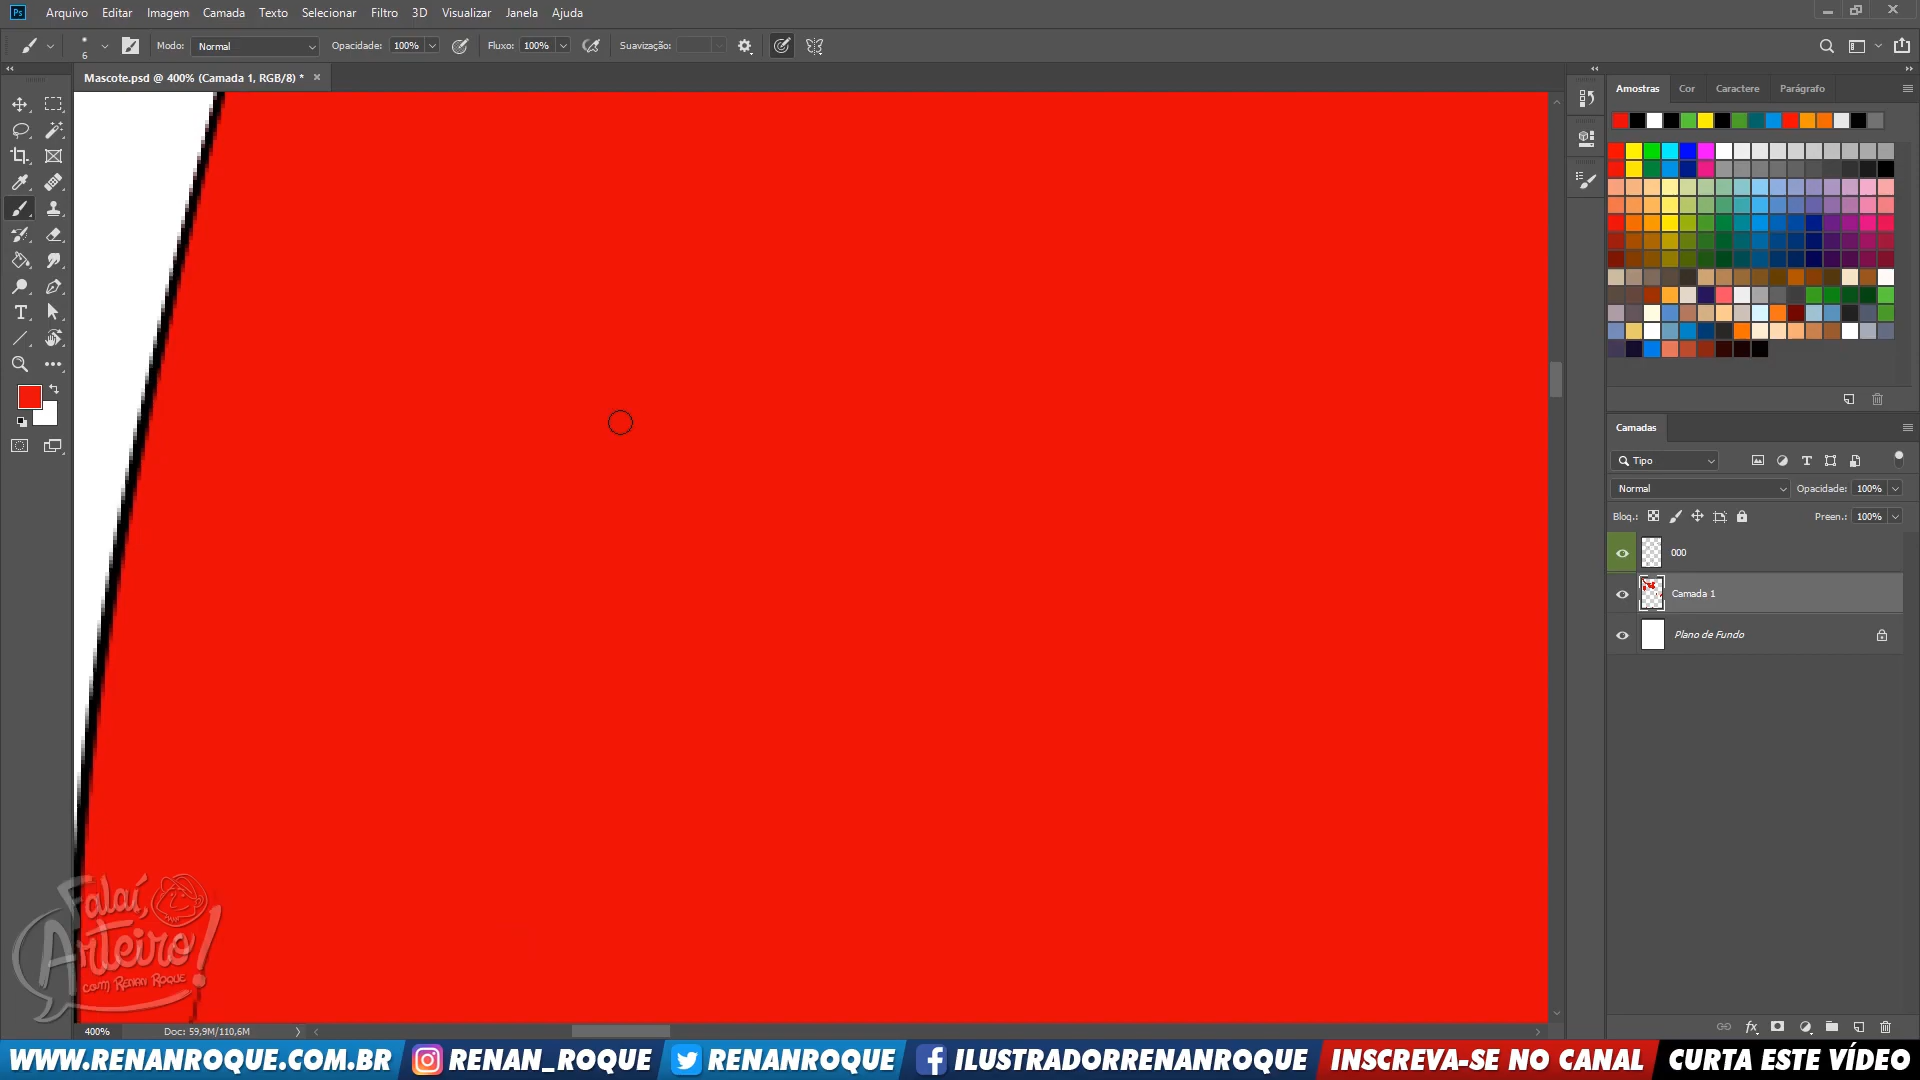 Ps Arquivo Editar Imagem Camada Texto Selecionar Filtro 3D Visualizar Janela Ajuda
6 Modo: Normal Opacidade: 100% Fluxo: 100% Suavização:
Mascote.psd @ 400% (Camada 1, RGB/8) * ×
Amostras Cor Caractere Parágrafo
Camadas
Tipo
Normal Opacidade: 100%
Bloq.: Preen.: 100%
000
Camada 1
Plano de Fundo
Falaí,
Arteiro!
com Renan Roque
400% Doc: 59,9M/110,6M
WWW.RENANROQUE.COM.BR RENAN_ROQUE RENANROQUE ILUSTRADORRENANROQUE INSCREVA-SE NO CANAL CURTA ESTE VÍDEO